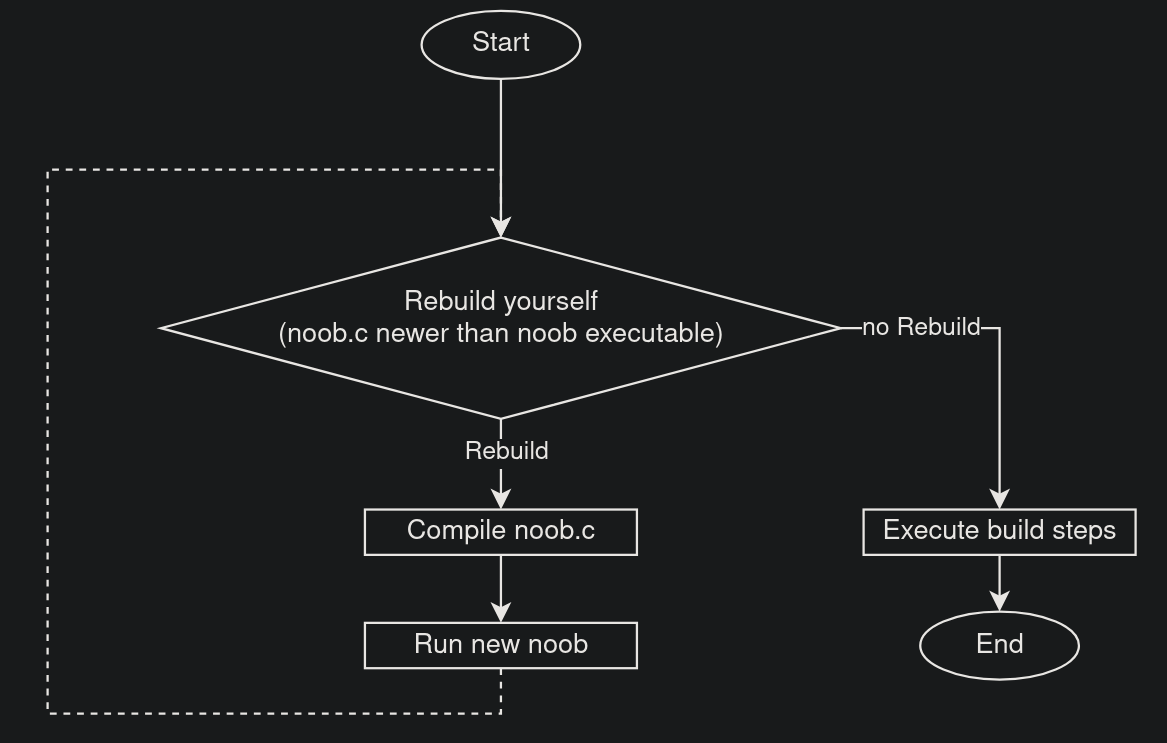 Start
Rebuild yourself
(noob.c newer than noob executable)
no Rebuild
Rebuild
Compile noob.c
Execute build steps
Run new noob
End